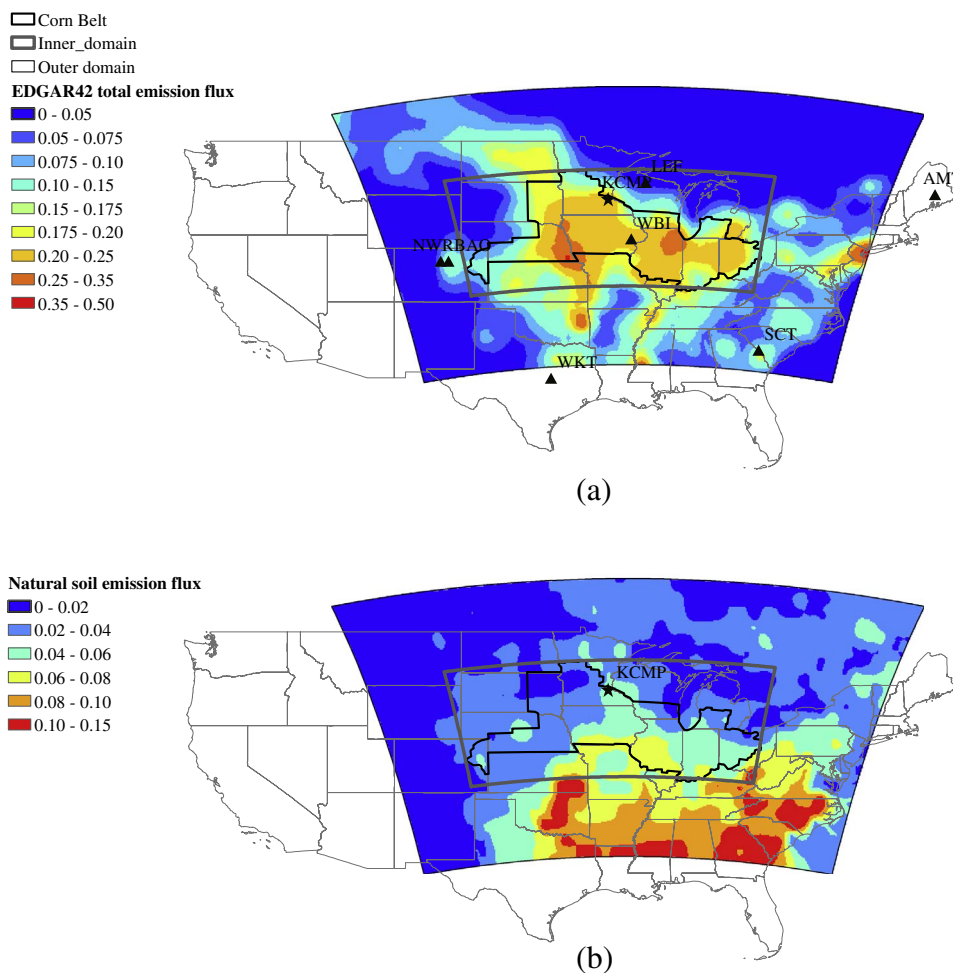 Corn Belt
Inner_domain
Outer domain
EDGAR42 total emission flux
0 - 0.05
0.05 - 0.075
0.075 - 0.10
0.10 - 0.15
0.15 - 0.175
0.175 - 0.20
0.20 - 0.25
0.25 - 0.35
0.35 - 0.50
LEF
KCMP
AMT
WBI
NWRBAO
SCT
WKT
(a)
Natural soil emission flux
0 - 0.02
0.02 - 0.04
0.04 - 0.06
0.06 - 0.08
0.08 - 0.10
0.10 - 0.15
KCMP
(b)